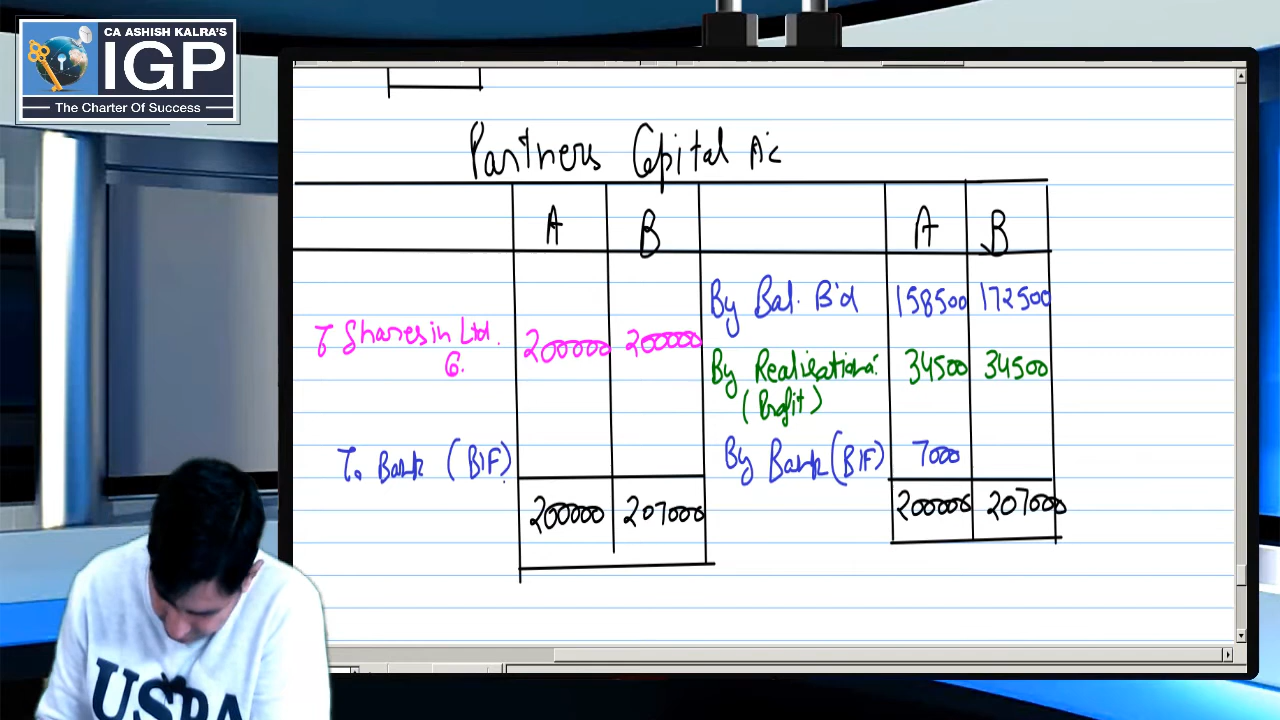 CA ASHISH KALRA'S
IGP
The Charter Of Success
Partners Capital A/c
A B A B
By Bal. B/d 158500 172500
To Shares in Ltd. 200000 200000
Co.
By Realisation A/c 34500 34500
(Profit)
To Bank (B/F) By Bank (B/F) 7000
200000 207000 200000 207000
USPA